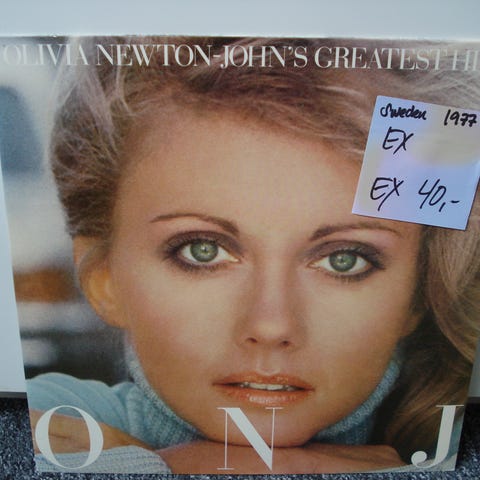 OLIVIA NEWTON-JOHN'S GREATEST HI
Sweden 1977
EX
EX 40,-
O N J